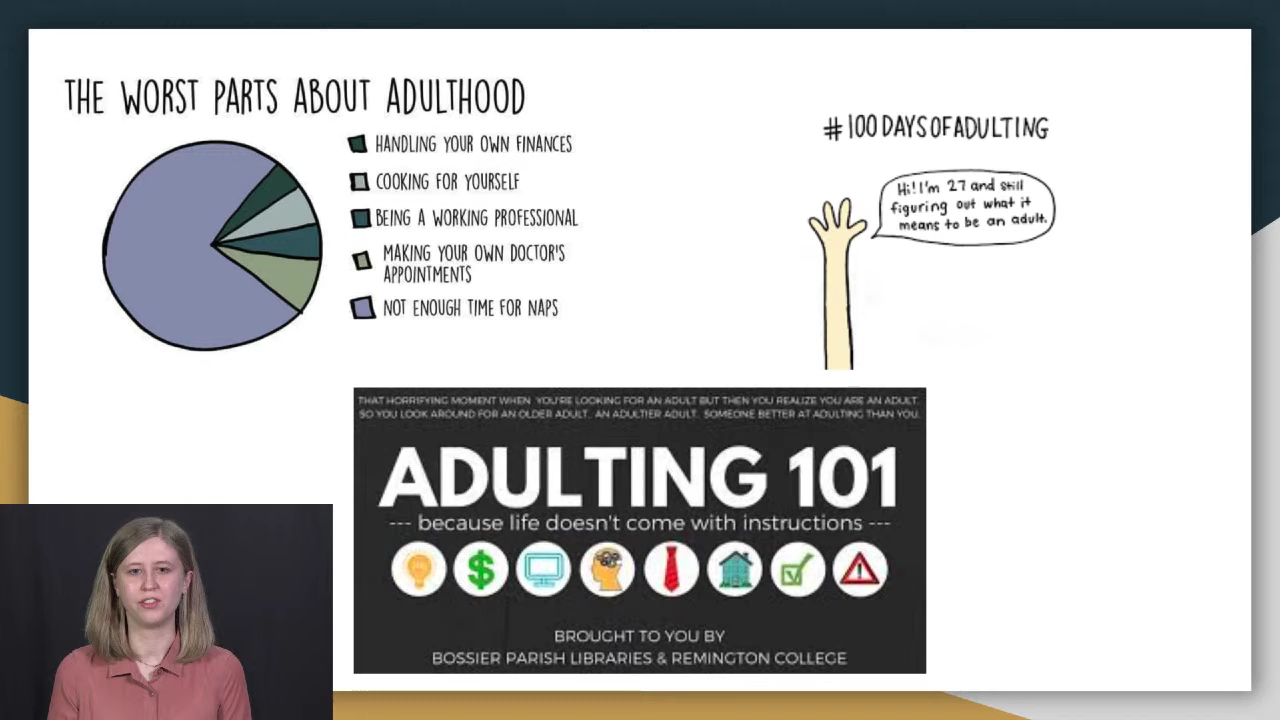 THE WORST PARTS ABOUT ADULTHOOD
HANDLING YOUR OWN FINANCES
COOKING FOR YOURSELF
BEING A WORKING PROFESSIONAL
MAKING YOUR OWN DOCTOR'S
APPOINTMENTS
NOT ENOUGH TIME FOR NAPS
#100DAYSOFADULTING
Hi! I'm 27 and still
figuring out what it
means to be an adult.
THAT HORRIFYING MOMENT WHEN YOU'RE LOOKING FOR AN ADULT BUT THEN YOU REALIZE YOU ARE AN ADULT.
SO YOU LOOK AROUND FOR AN OLDER ADULT. AN ADULTIER ADULT. SOMEONE BETTER AT ADULTING THAN YOU.
ADULTING 101
--- because life doesn't come with instructions ---
$
BROUGHT TO YOU BY
BOSSIER PARISH LIBRARIES & REMINGTON COLLEGE